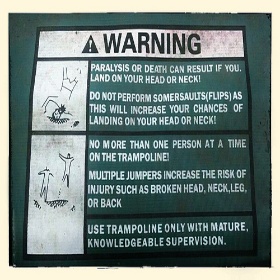 WARNING
PARALYSIS OR DEATH CAN RESULT IF YOU.
LAND ON YOUR HEAD OR NECK!
DO NOT PERFORM SOMERSAULTS(FLIPS)AS
THIS WILL INCREASE YOUR CHANCES OF
LANDING ON YOUR HEAD OR NECK!
NO MORE THAN ONE PERSON AT A TIME
ON THE TRAMPOLINE!
MULTIPLE JUMPERS INCREASE THE RISK OF
INJURY SUCH AS BROKEN HEAD, NECK,LEG,
OR BACK
USE TRAMPOLINE ONLY WITH MATURE,
KNOWLEDGEABLE SUPERVISION.